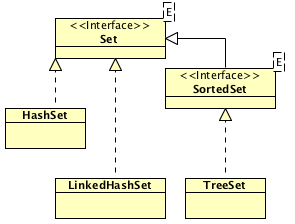 E
<<Interface>>
Set
E
<<Interface>>
SortedSet
HashSet
LinkedHashSet
TreeSet